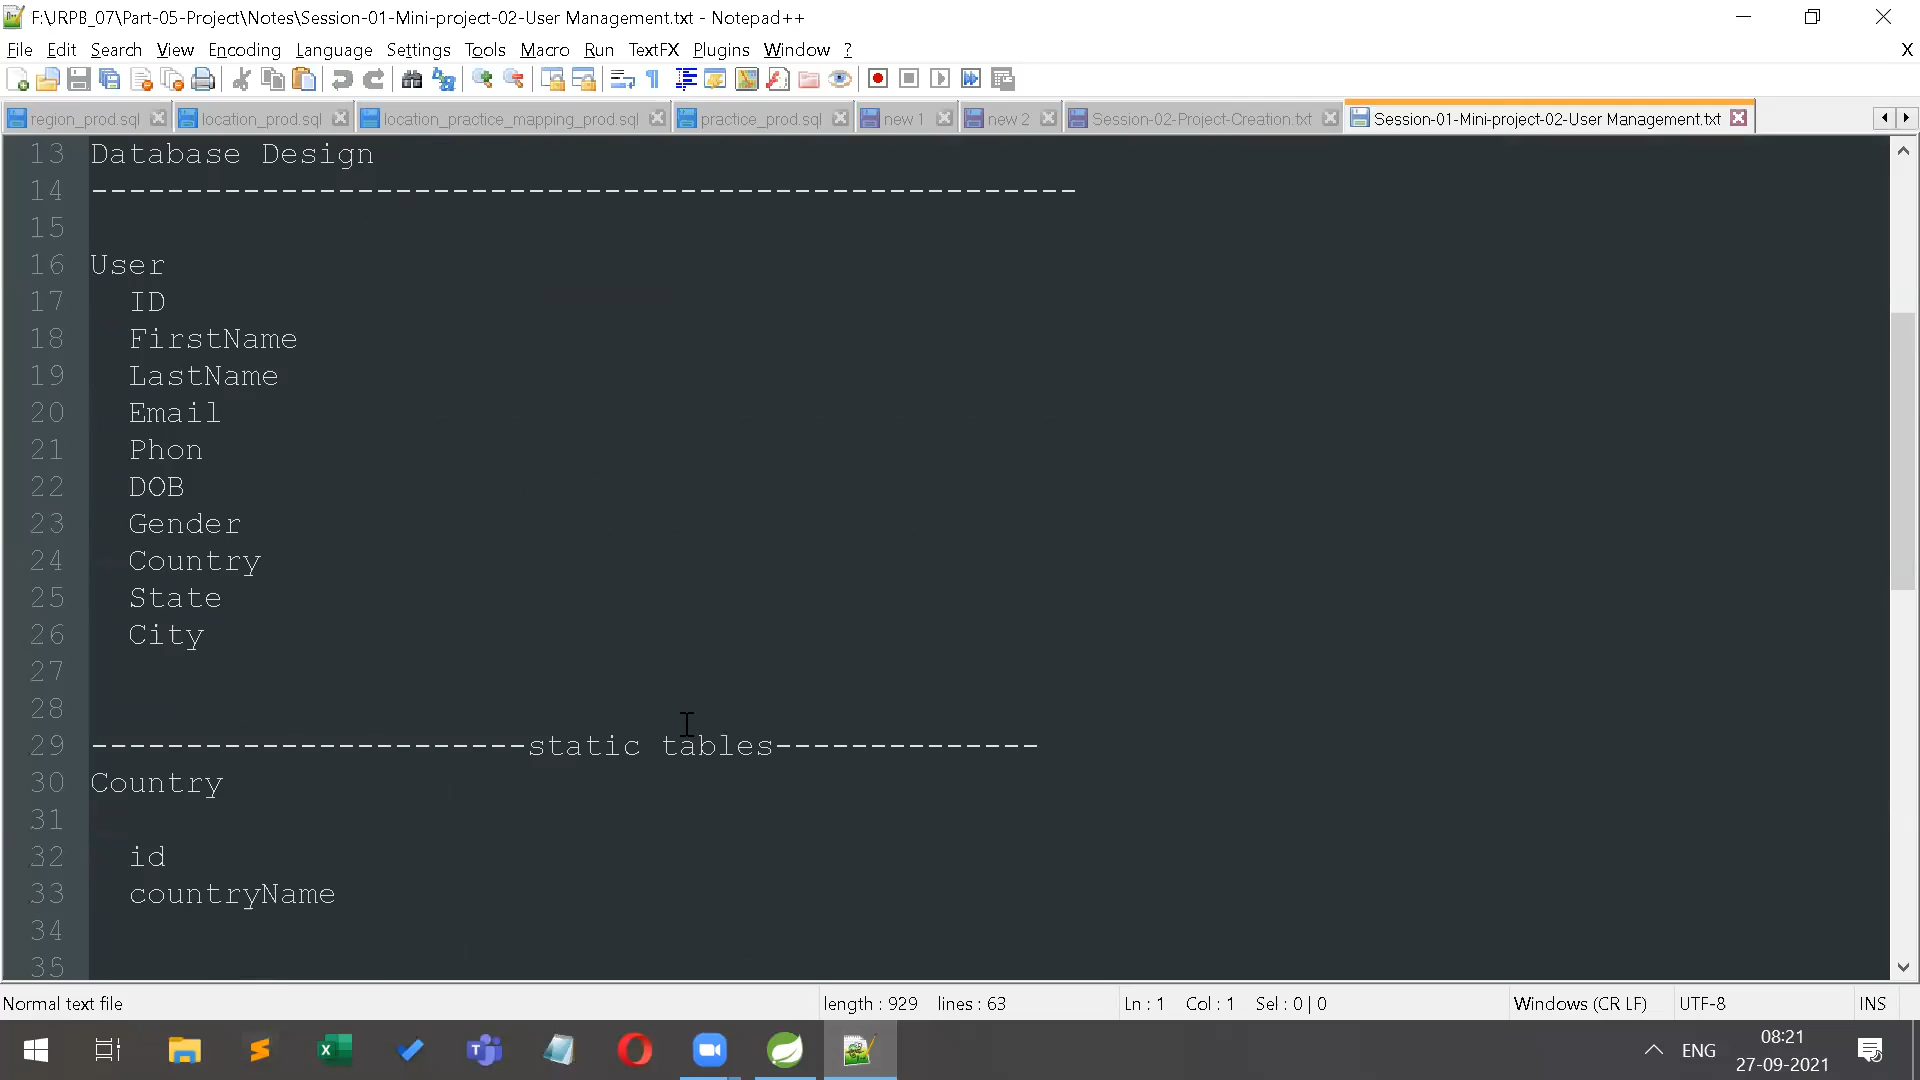 F:\JRPB_07\Part-05-Project\Notes\Session-01-Mini-project-02-User Management.txt - Notepad++
File Edit Search View Encoding Language Settings Tools Macro Run TextFX Plugins Window ? X
region_prod.sql location_prod.sql location_practice_mapping_prod.sql practice_prod.sql new 1 new 2 Session-02-Project-Creation.txt Session-01-Mini-project-02-User Management.txt
13 Database Design
14 ----------------------------------------------------
15
16 User
17 ID
18 FirstName
19 LastName
20 Email
21 Phon
22 DOB
23 Gender
24 Country
25 State
26 City
27
28
29 -----------------------static tables--------------
30 Country
31
32 id
33 countryName
34
35
Normal text file length : 929 lines : 63 Ln : 1 Col : 1 Sel : 0 | 0 Windows (CR LF) UTF-8 INS
ENG 08:21
27-09-2021